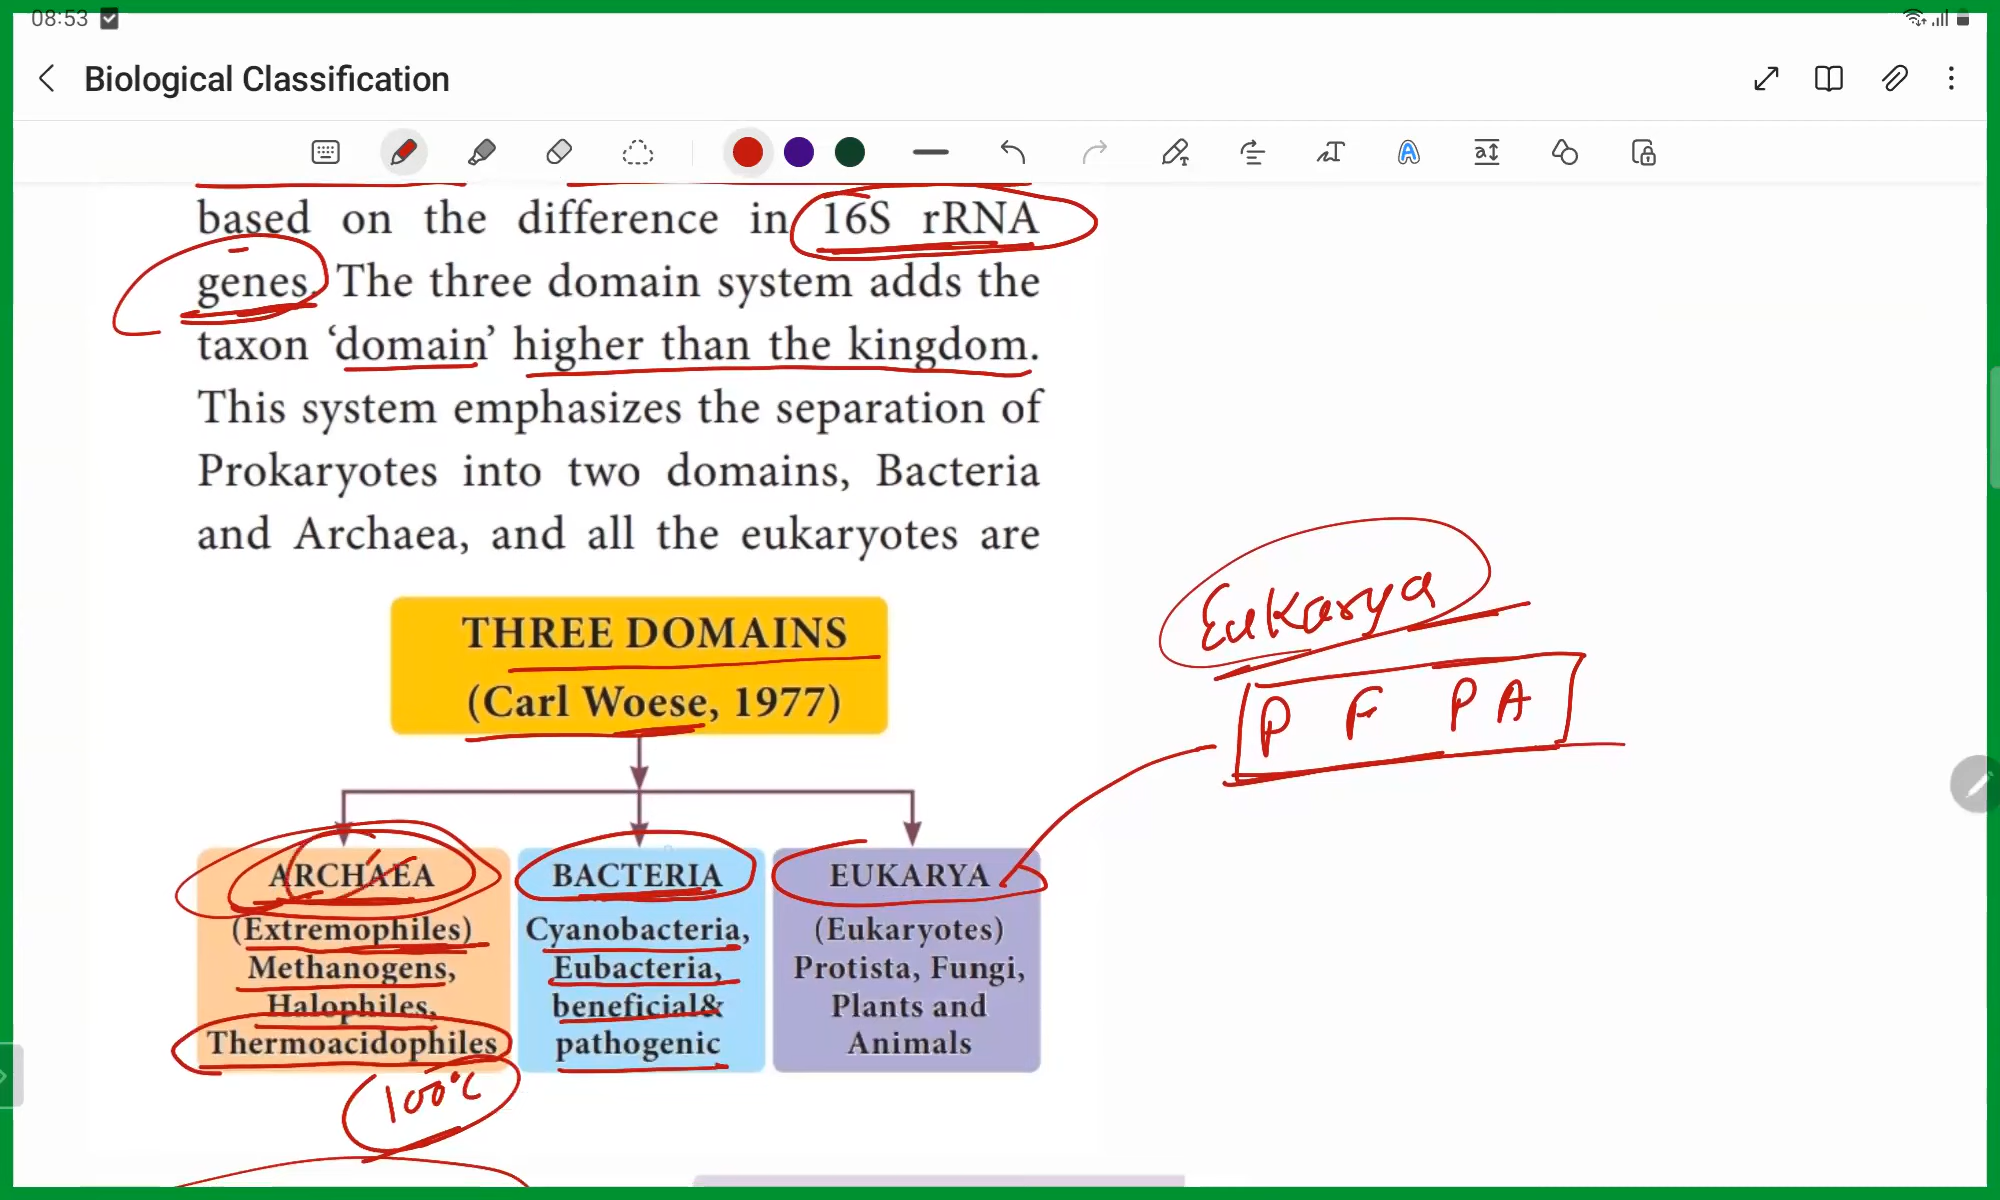 08:53
Biological Classification
based on the difference in 16S rRNA
genes. The three domain system adds the
taxon ‘domain’ higher than the kingdom.
This system emphasizes the separation of
Prokaryotes into two domains, Bacteria
and Archaea, and all the eukaryotes are
Eukarya
P F P A
THREE DOMAINS
(Carl Woese, 1977)
ARCHAEA
(Extremophiles)
Methanogens,
Halophiles,
Thermoacidophiles
100°C
BACTERIA
Cyanobacteria,
Eubacteria,
beneficial&
pathogenic
EUKARYA
(Eukaryotes)
Protista, Fungi,
Plants and
Animals